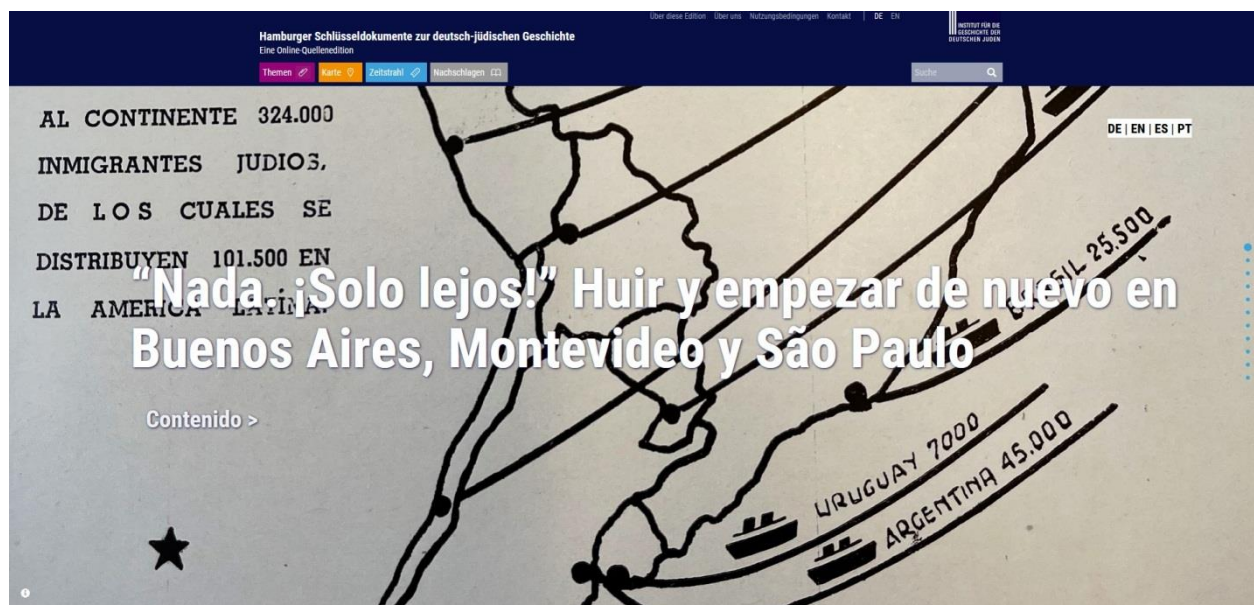 Über diese Edition Über uns Nutzungsbedingungen Kontakt | DE EN
INSTITUT FÜR DIE
GESCHICHTE DER
DEUTSCHEN JUDEN
Hamburger Schlüsseldokumente zur deutsch-jüdischen Geschichte
Eine Online-Quellenedition
Themen
Karte
Zeitstrahl
Nachschlagen
Suche
DE | EN | ES | PT
AL CONTINENTE 324.000
INMIGRANTES JUDIOS,
DE LOS CUALES SE
DISTRIBUYEN 101.500 EN
LA AMERICA LATINA.
“Nada, ¡Solo lejos!” Huir y empezar de nuevo en
Buenos Aires, Montevideo y São Paulo
Contenido >
BRASIL 25.500
URUGUAY 7000
ARGENTINA 45.000